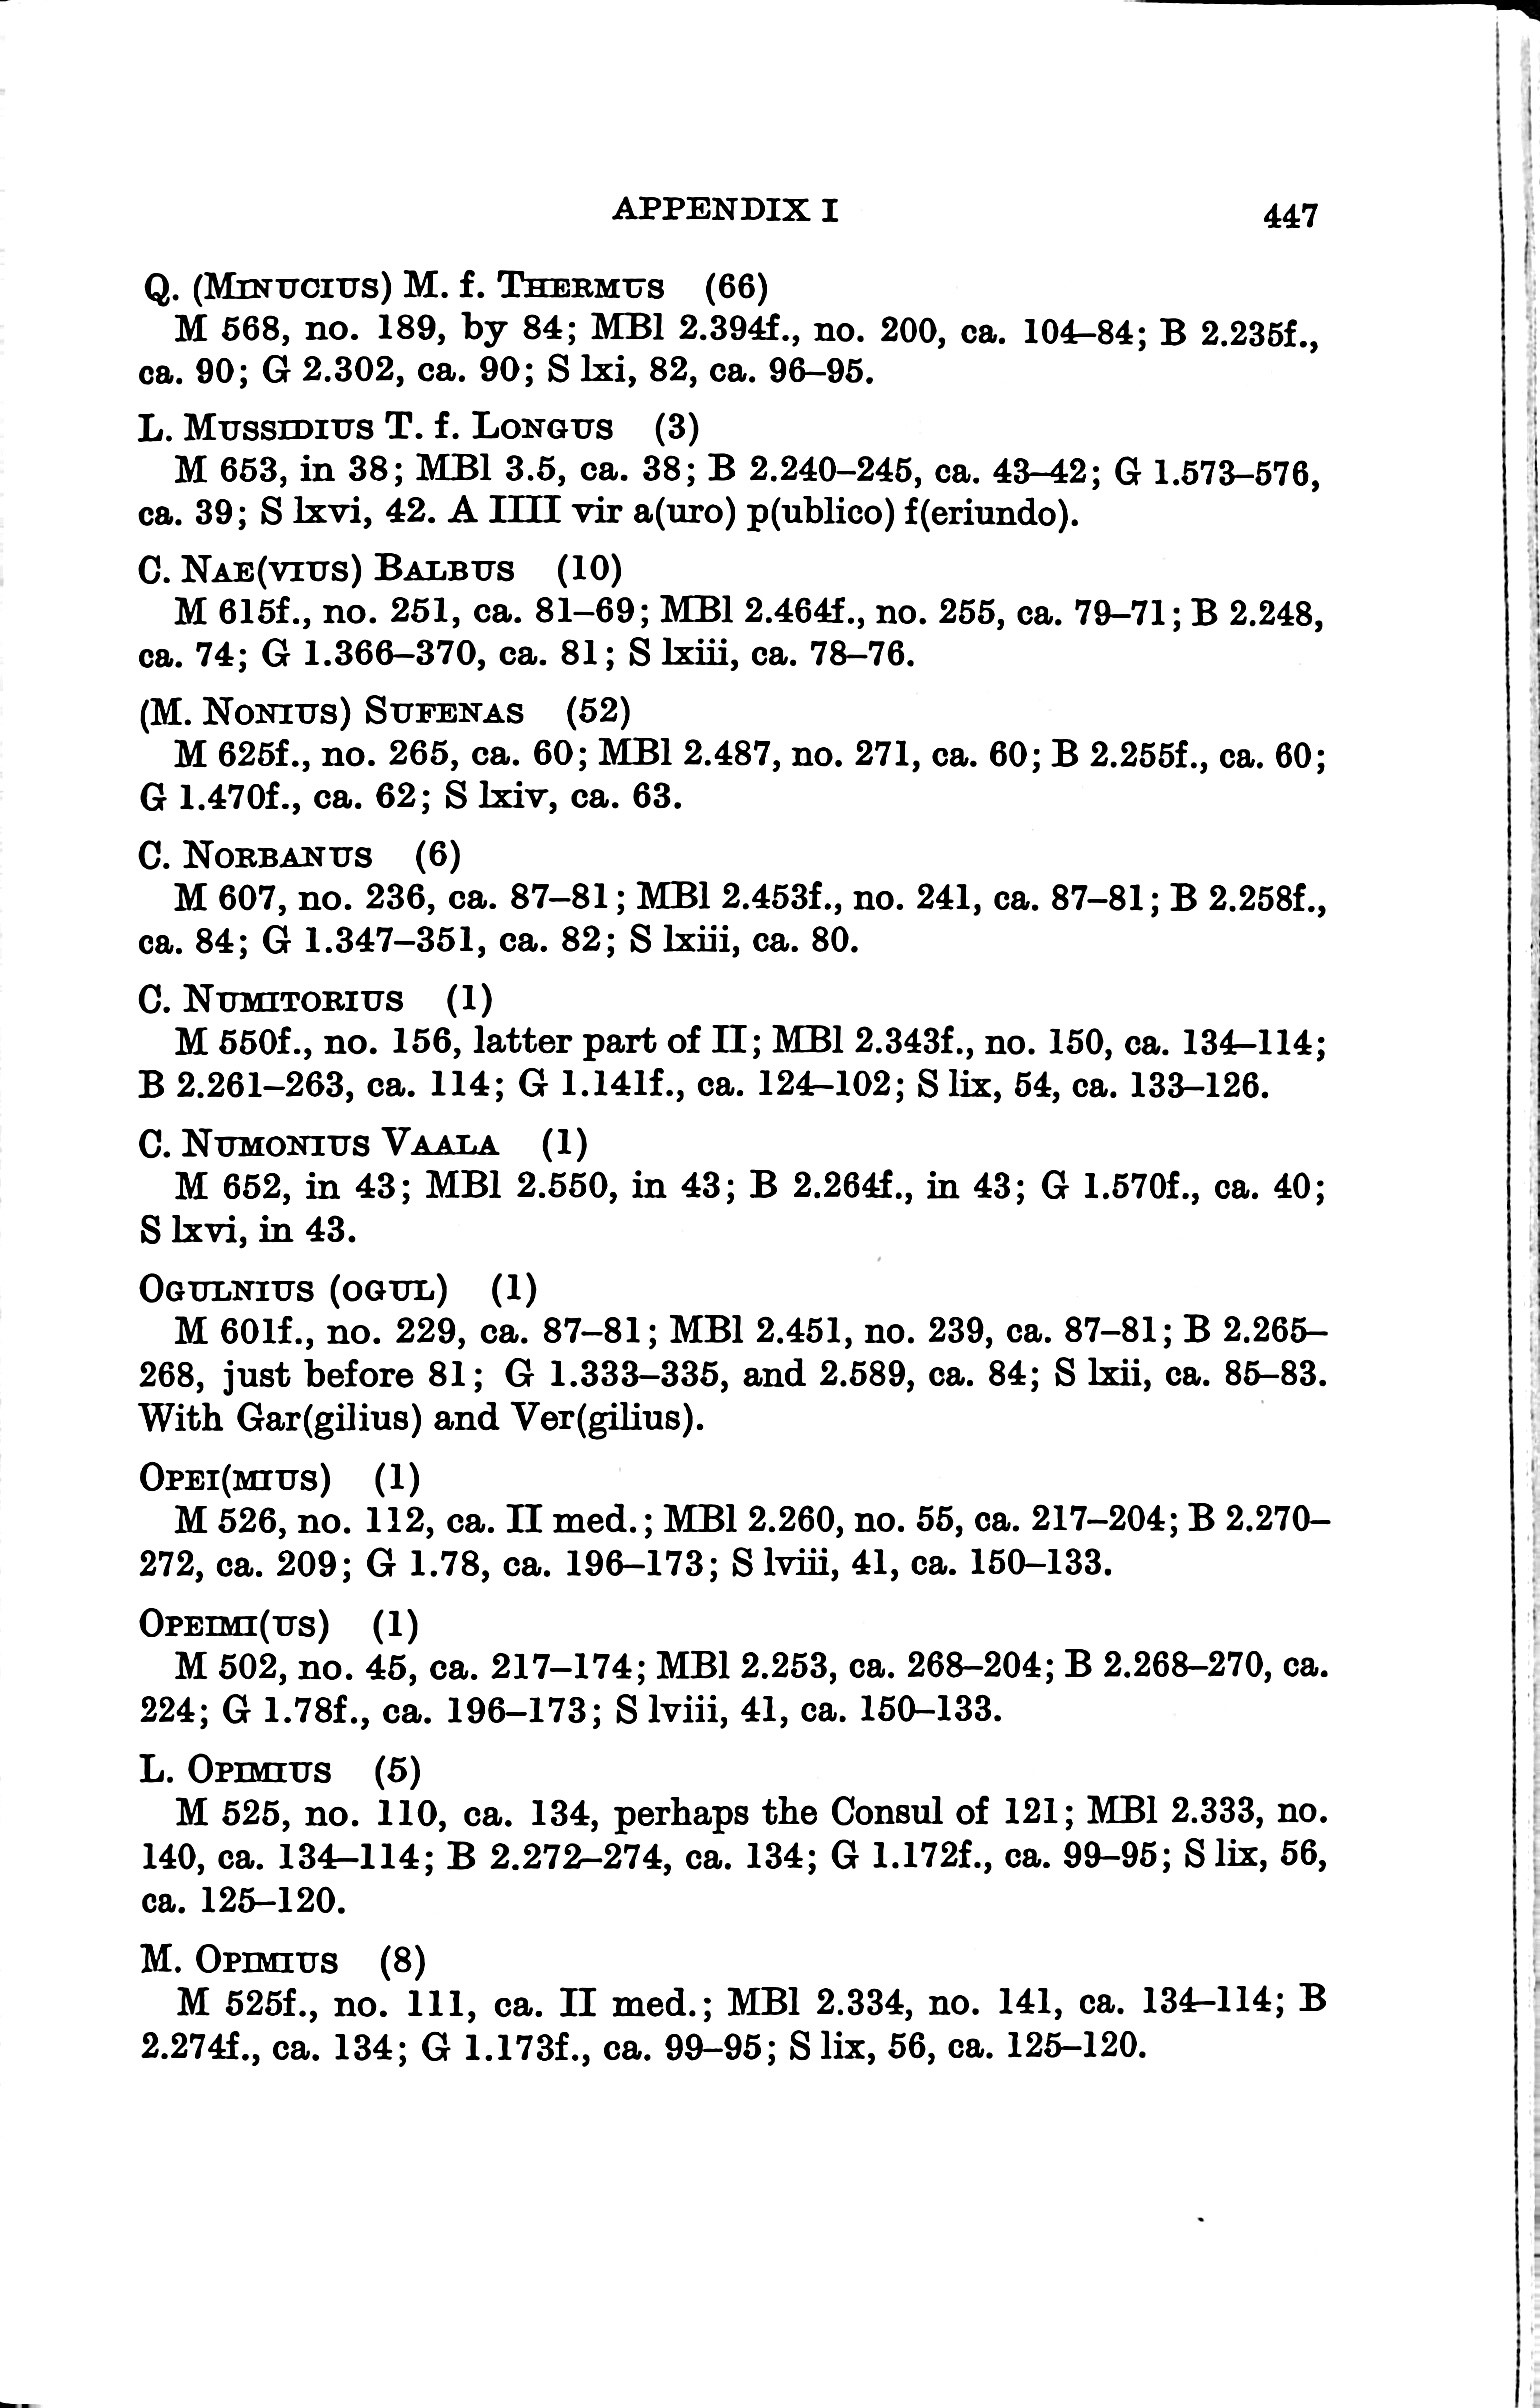 APPENDIX I 447
Q. (MINUCIUS) M. f. THERMUS (66)
M 568, no. 189, by 84; MBl 2.394f., no. 200, ca. 104–84; B 2.235f.,
ca. 90; G 2.302, ca. 90; S lxi, 82, ca. 96–95.
L. MUSSIDIUS T. f. LONGUS (3)
M 653, in 38; MBl 3.5, ca. 38; B 2.240–245, ca. 43–42; G 1.573–576,
ca. 39; S lxvi, 42. A IIII vir a(uro) p(ublico) f(eriundo).
C. NAE(VIUS) BALBUS (10)
M 615f., no. 251, ca. 81–69; MBl 2.464f., no. 255, ca. 79–71; B 2.248,
ca. 74; G 1.366–370, ca. 81; S lxiii, ca. 78–76.
(M. NONIUS) SUFENAS (52)
M 625f., no. 265, ca. 60; MBl 2.487, no. 271, ca. 60; B 2.255f., ca. 60;
G 1.470f., ca. 62; S lxiv, ca. 63.
C. NORBANUS (6)
M 607, no. 236, ca. 87–81; MBl 2.453f., no. 241, ca. 87–81; B 2.258f.,
ca. 84; G 1.347–351, ca. 82; S lxiii, ca. 80.
C. NUMITORIUS (1)
M 550f., no. 156, latter part of II; MBl 2.343f., no. 150, ca. 134–114;
B 2.261–263, ca. 114; G 1.141f., ca. 124–102; S lix, 54, ca. 133–126.
C. NUMONIUS VAALA (1)
M 652, in 43; MBl 2.550, in 43; B 2.264f., in 43; G 1.570f., ca. 40;
S lxvi, in 43.
OGULNIUS (OGUL) (1)
M 601f., no. 229, ca. 87–81; MBl 2.451, no. 239, ca. 87–81; B 2.265–
268, just before 81; G 1.333–335, and 2.589, ca. 84; S lxii, ca. 85–83.
With Gar(gilius) and Ver(gilius).
OPEI(MIUS) (1)
M 526, no. 112, ca. II med.; MBl 2.260, no. 55, ca. 217–204; B 2.270–
272, ca. 209; G 1.78, ca. 196–173; S lviii, 41, ca. 150–133.
OPEIMI(US) (1)
M 502, no. 45, ca. 217–174; MBl 2.253, ca. 268–204; B 2.268–270, ca.
224; G 1.78f., ca. 196–173; S lviii, 41, ca. 150–133.
L. OPIMIUS (5)
M 525, no. 110, ca. 134, perhaps the Consul of 121; MBl 2.333, no.
140, ca. 134–114; B 2.272–274, ca. 134; G 1.172f., ca. 99–95; S lix, 56,
ca. 125–120.
M. OPIMIUS (8)
M 525f., no. 111, ca. II med.; MBl 2.334, no. 141, ca. 134–114; B
2.274f., ca. 134; G 1.173f., ca. 99–95; S lix, 56, ca. 125–120.